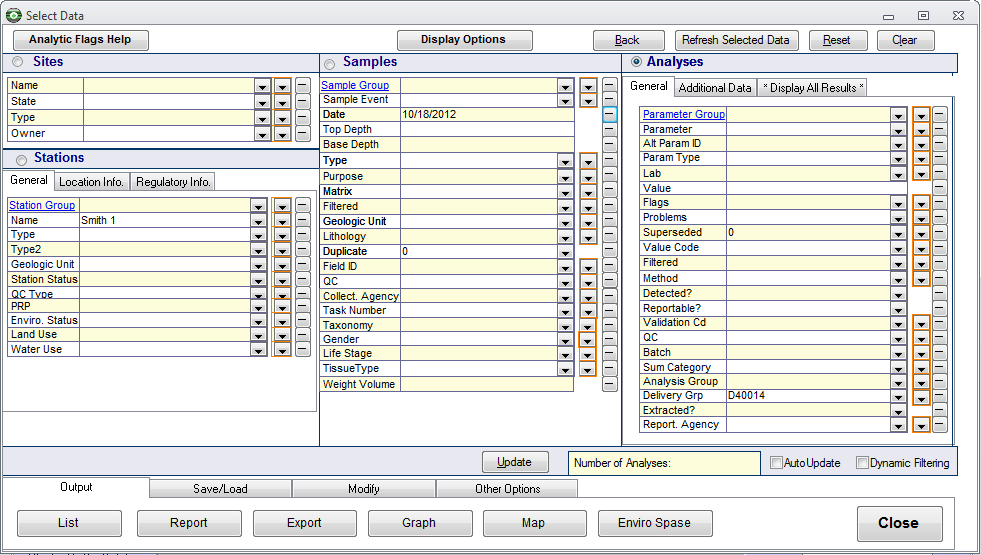 Select Data
Analytic Flags Help
Display Options
Back
Refresh Selected Data
Reset
Clear
Sites
Name
State
Type
Owner
Stations
General
Location Info.
Regulatory Info.
Station Group
Name Smith 1
Type
Type2
Geologic Unit
Station Status
QC Type
PRP
Enviro. Status
Land Use
Water Use
Samples
Sample Group
Sample Event
Date 10/18/2012
Top Depth
Base Depth
Type
Purpose
Matrix
Filtered
Geologic Unit
Lithology
Duplicate 0
Field ID
QC
Collect. Agency
Task Number
Taxonomy
Gender
Life Stage
TissueType
Weight Volume
Analyses
General
Additional Data
* Display All Results *
Parameter Group
Parameter
Alt Param ID
Param Type
Lab
Value
Flags
Problems
Superseded 0
Value Code
Filtered
Method
Detected?
Reportable?
Validation Cd
QC
Batch
Sum Category
Analysis Group
Delivery Grp D40014
Extracted?
Report. Agency
Update
Number of Analyses:
AutoUpdate
Dynamic Filtering
Output
Save/Load
Modify
Other Options
List
Report
Export
Graph
Map
Enviro Spase
Close